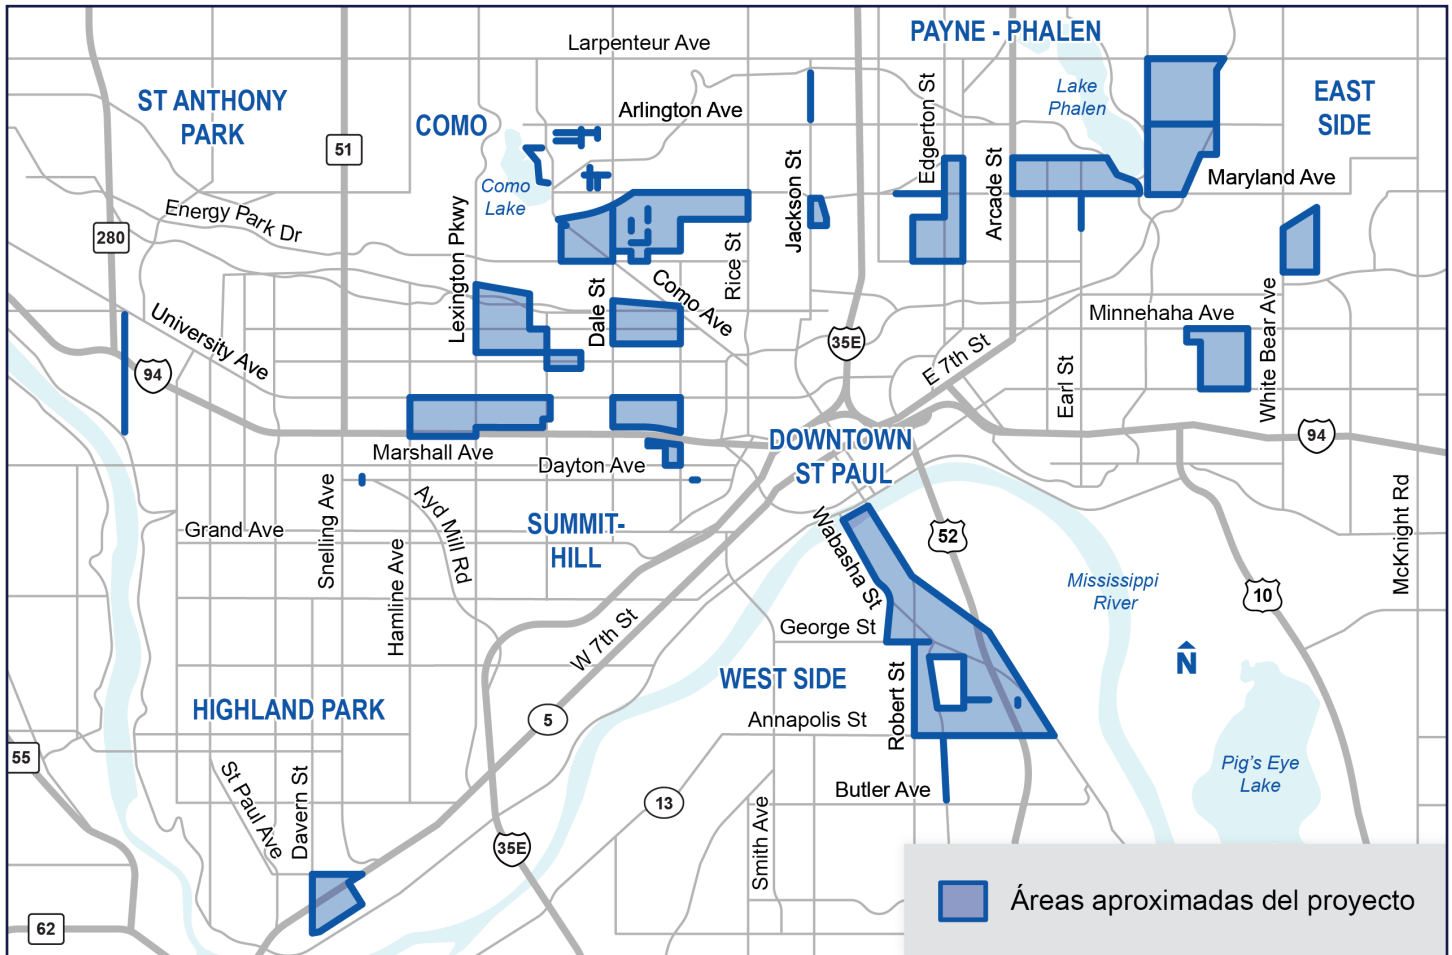 PAYNE - PHALEN
Larpenteur Ave
ST ANTHONY
PARK
COMO
Arlington Ave
Lake
Phalen
EAST
SIDE
51
Edgerton St
Jackson St
Arcade St
Maryland Ave
Como
Lake
Energy Park Dr
280
Lexington Pkwy
Rice St
Dale St
Como Ave
University Ave
94
35E
Minnehaha Ave
White Bear Ave
E 7th St
Earl St
Marshall Ave
Dayton Ave
DOWNTOWN
ST PAUL
94
Snelling Ave
Ayd Mill Rd
Grand Ave
SUMMIT-
HILL
Hamline Ave
Wabasha St
52
McKnight Rd
Mississippi
River
10
W 7th St
George St
N
WEST SIDE
Robert St
HIGHLAND PARK
5
Annapolis St
55
St Paul Ave
Davern St
13
Butler Ave
Pig's Eye
Lake
35E
Smith Ave
62
Áreas aproximadas del proyecto